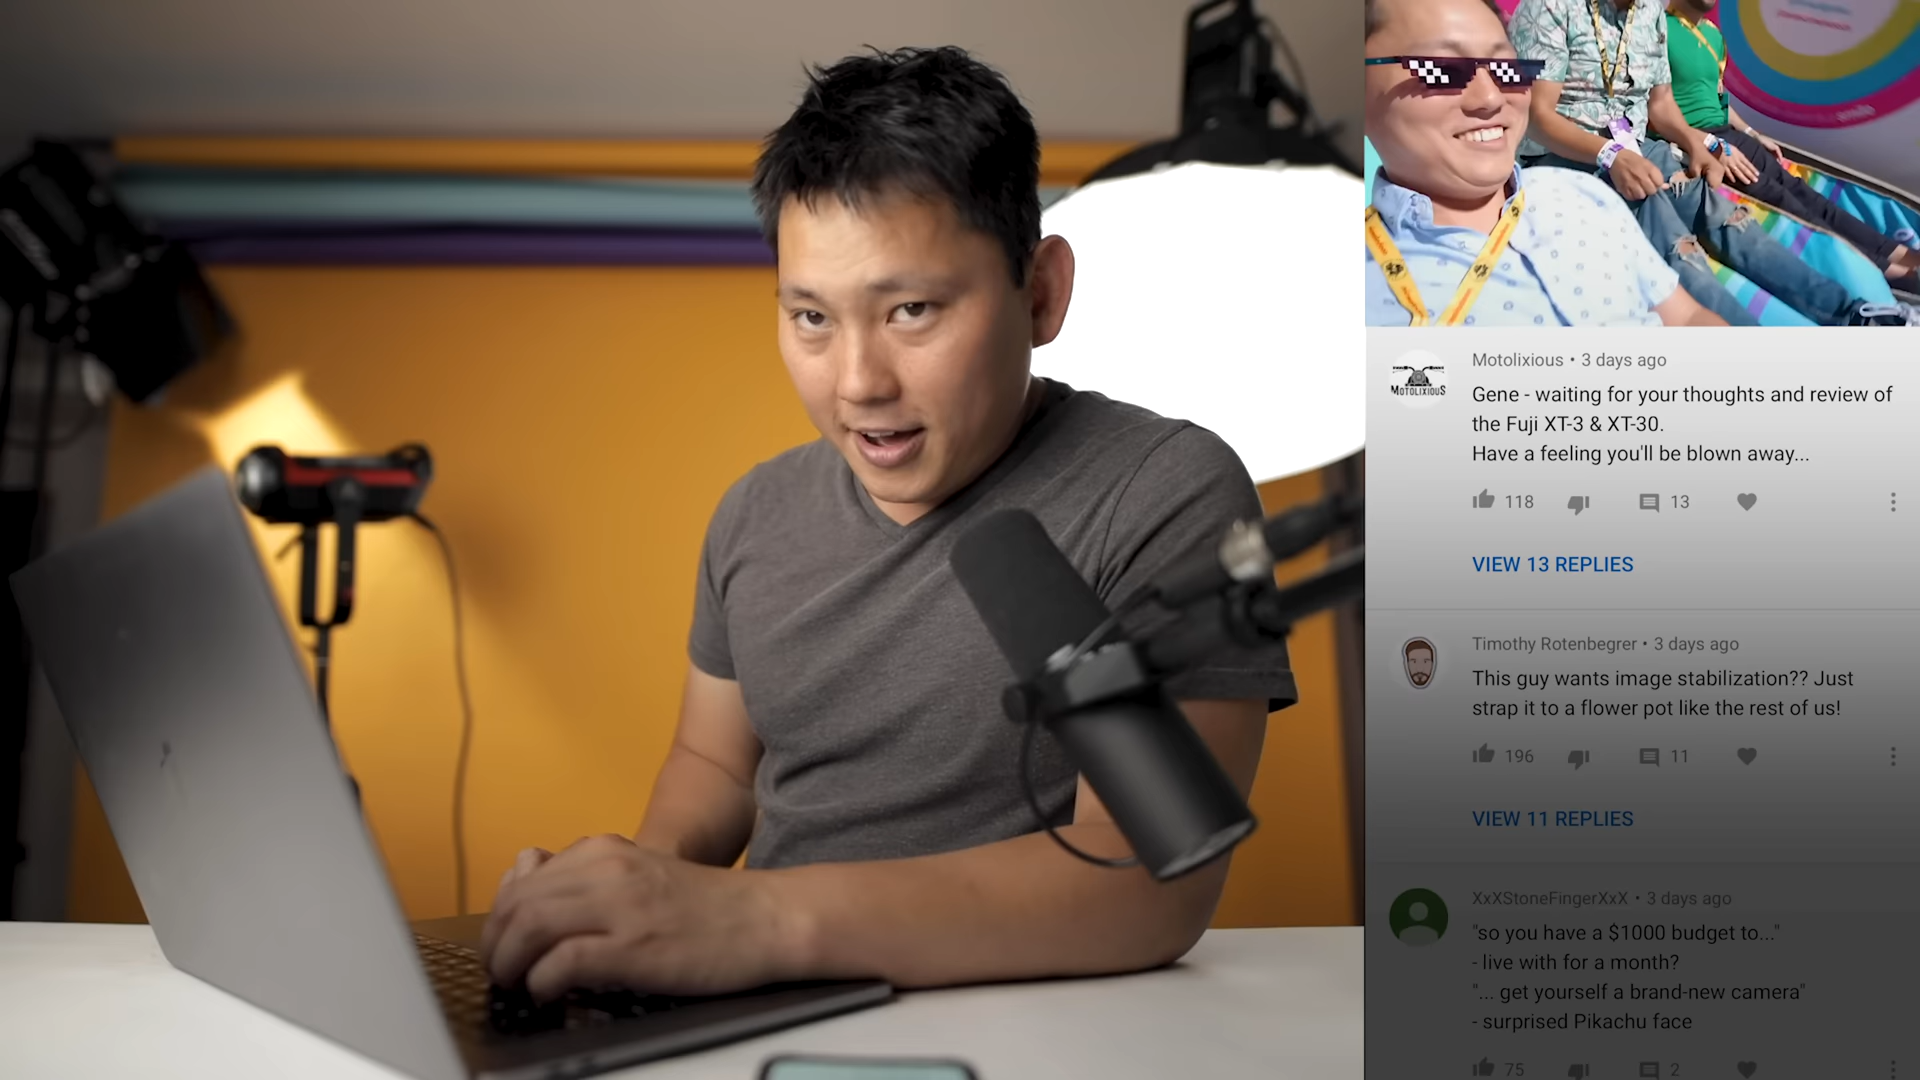 Motolixious • 3 days ago
MOTOLIXIOUS
Gene - waiting for your thoughts and review of
the Fuji XT-3 & XT-30.
Have a feeling you'll be blown away...
118
13
VIEW 13 REPLIES
Timothy Rotenbegrer • 3 days ago
This guy wants image stabilization?? Just
strap it to a flower pot like the rest of us!
196
11
VIEW 11 REPLIES
XxXStoneFingerXxX • 3 days ago
"so you have a $1000 budget to..."
- live with for a month?
"... get yourself a brand-new camera"
- surprised Pikachu face
75
2